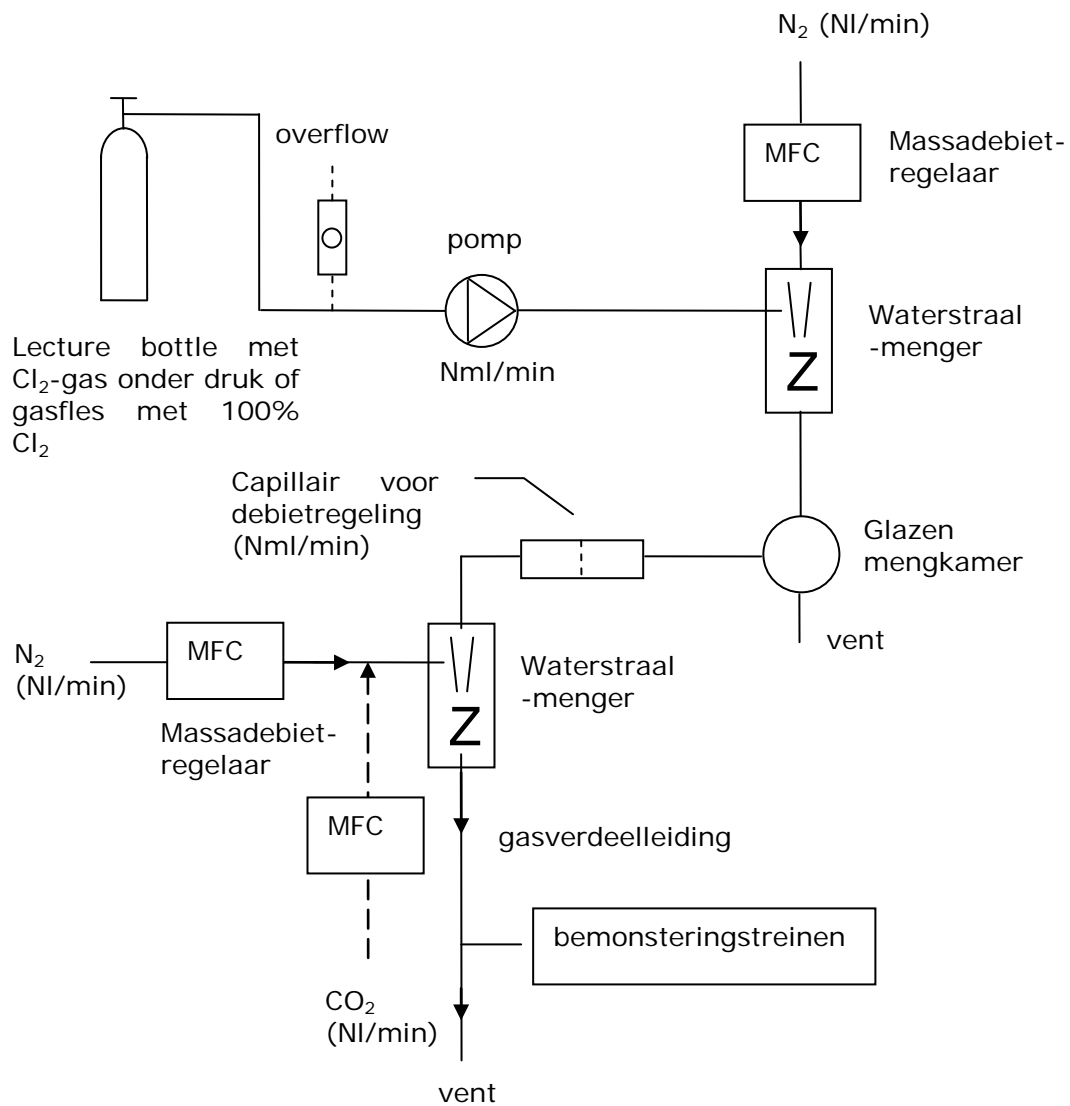 N₂ (Nl/min)
overflow
MFC
Massadebiet-
regelaar
pomp
Nml/min
Waterstraal
-menger
Z
Lecture bottle met
Cl₂-gas onder druk of
gasfles met 100%
Cl₂
Capillair voor
debietregeling
(Nml/min)
Glazen
mengkamer
vent
N₂
(Nl/min)
MFC
Massadebiet-
regelaar
Waterstraal
-menger
Z
MFC
gasverdeelleiding
bemonsteringstreinen
CO₂
(Nl/min)
vent